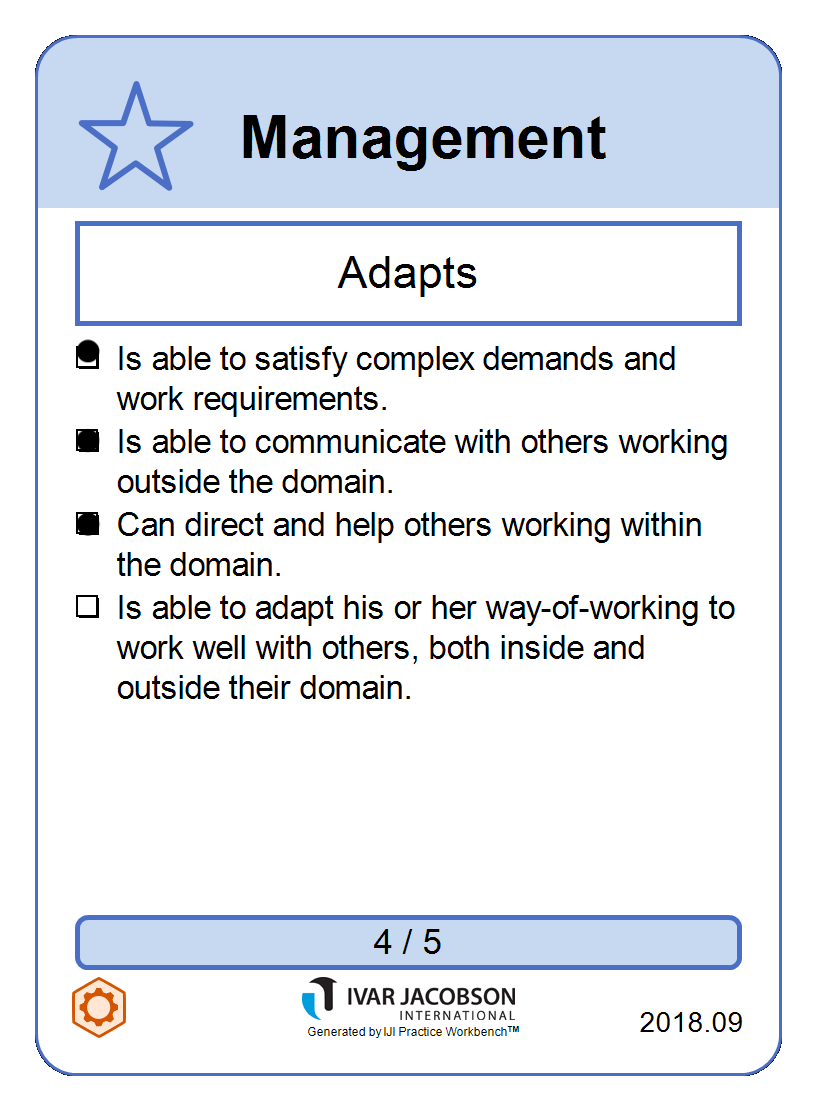 Management
Adapts
Is able to satisfy complex demands and
work requirements.
Is able to communicate with others working
outside the domain.
Can direct and help others working within
the domain.
Is able to adapt his or her way-of-working to
work well with others, both inside and
outside their domain.
4 / 5
IVAR JACOBSON
INTERNATIONAL
Generated by IJI Practice Workbench™
2018.09